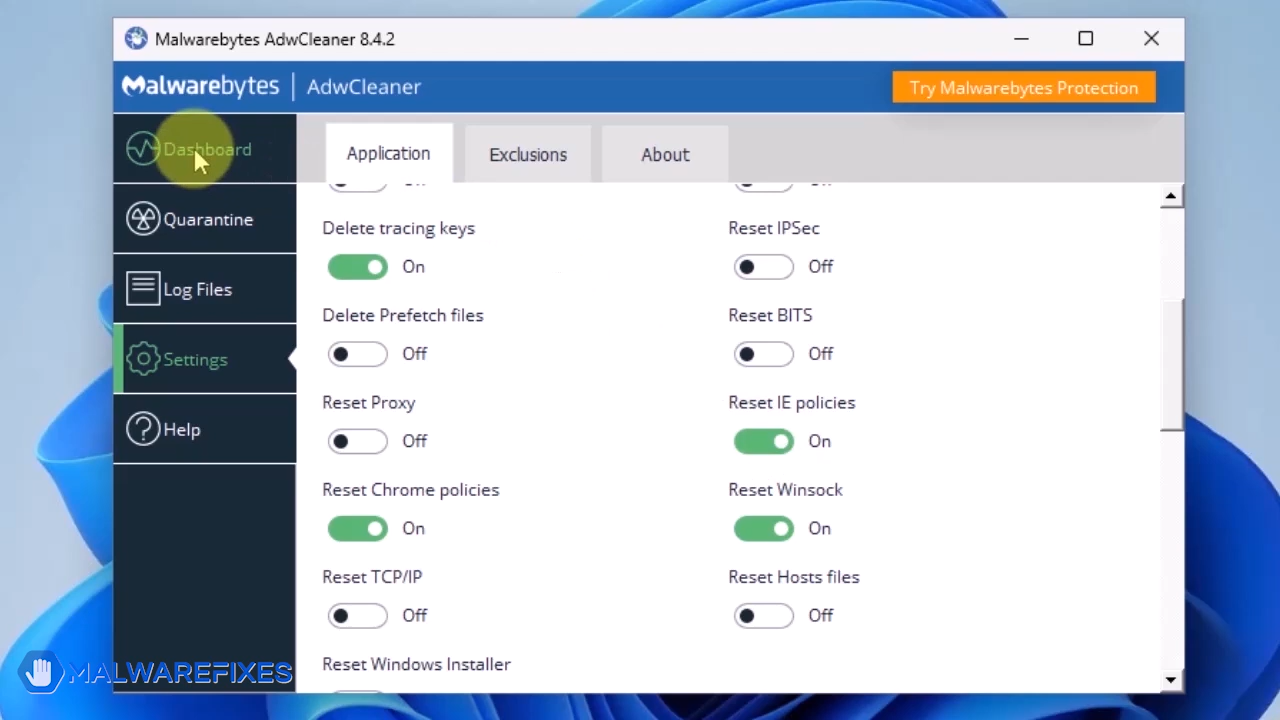 Malwarebytes AdwCleaner 8.4.2
Malwarebytes | AdwCleaner
Try Malwarebytes Protection
Dashboard
Quarantine
Log Files
Settings
Help
Application
Exclusions
About
Delete tracing keys
On
Reset IPSec
Off
Delete Prefetch files
Off
Reset BITS
Off
Reset Proxy
Off
Reset IE policies
On
Reset Chrome policies
On
Reset Winsock
On
Reset TCP/IP
Off
Reset Hosts files
Off
Reset Windows Installer
MALWAREFIXES